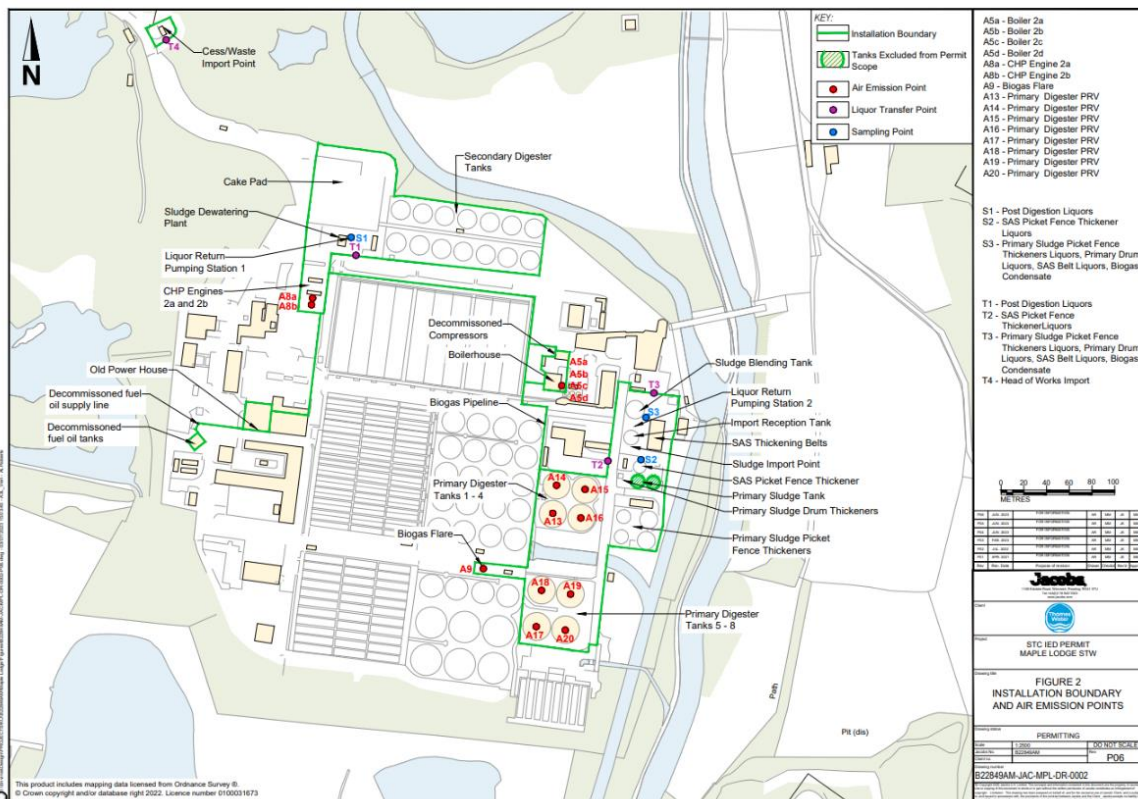 N
T4
Cess/Waste
Import Point
Cake Pad
Secondary Digester
Tanks
Sludge Dewatering
Plant
S1
T1
Liquor Return
Pumping Station 1
CHP Engines
2a and 2b
A8a
A8b
Decommissoned
Compressors
Boilerhouse
A5a
A5b
A5c
A5d
Old Power House
Biogas Pipeline
Decommissoned fuel
oil supply line
Decommissoned
fuel oil tanks
T3
Sludge Blending Tank
S3
Liquor Return
Pumping Station 2
Import Reception Tank
SAS Thickening Belts
Sludge Import Point
T2
S2
SAS Picket Fence Thickener
Primary Sludge Tank
Primary Sludge Drum Thickeners
Primary Sludge Picket
Fence Thickeners
Primary Digester
Tanks 1 - 4
A14
A15
A13
A16
Biogas Flare
A9
A18
A19
A17
A20
Primary Digester
Tanks 5 - 8
Path
Pit (dis)
This product includes mapping data licensed from Ordnance Survey ©.
© Crown copyright and/or database right 2022. Licence number 0100031673
KEY:
Installation Boundary
Tanks Excluded from Permit
Scope
Air Emission Point
Liquor Transfer Point
Sampling Point
A5a - Boiler 2a
A5b - Boiler 2b
A5c - Boiler 2c
A5d - Boiler 2d
A8a - CHP Engine 2a
A8b - CHP Engine 2b
A9 - Biogas Flare
A13 - Primary Digester PRV
A14 - Primary Digester PRV
A15 - Primary Digester PRV
A16 - Primary Digester PRV
A17 - Primary Digester PRV
A18 - Primary Digester PRV
A19 - Primary Digester PRV
A20 - Primary Digester PRV
S1 - Post Digestion Liquors
S2 - SAS Picket Fence Thickener
Liquors
S3 - Primary Sludge Picket Fence
Thickeners Liquors, Primary Drum
Liquors, SAS Belt Liquors, Biogas
Condensate
T1 - Post Digestion Liquors
T2 - SAS Picket Fence
ThickenerLiquors
T3 - Primary Sludge Picket Fence
Thickeners Liquors, Primary Drum
Liquors, SAS Belt Liquors, Biogas
Condensate
T4 - Head of Works Import
0 20 40 60 80 100
METRES
Jacobs
Client
Thames
Water
Project
STC IED PERMIT
MAPLE LODGE STW
FIGURE 2
INSTALLATION BOUNDARY
AND AIR EMISSION POINTS
PERMITTING
Scale
DO NOT SCALE
P06
B22849AM-JAC-MPL-DR-0002